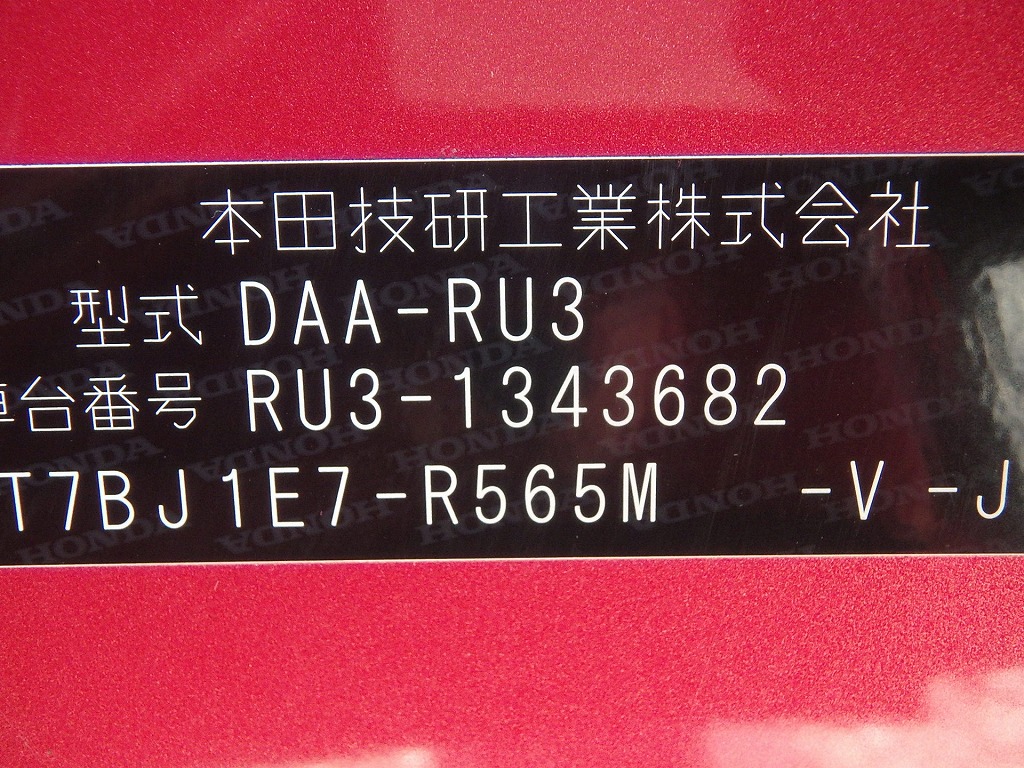 本田技研工業株式会社
型式 DAA-RU3
車台番号 RU3-1343682
T7BJ1E7-R565M -V -J